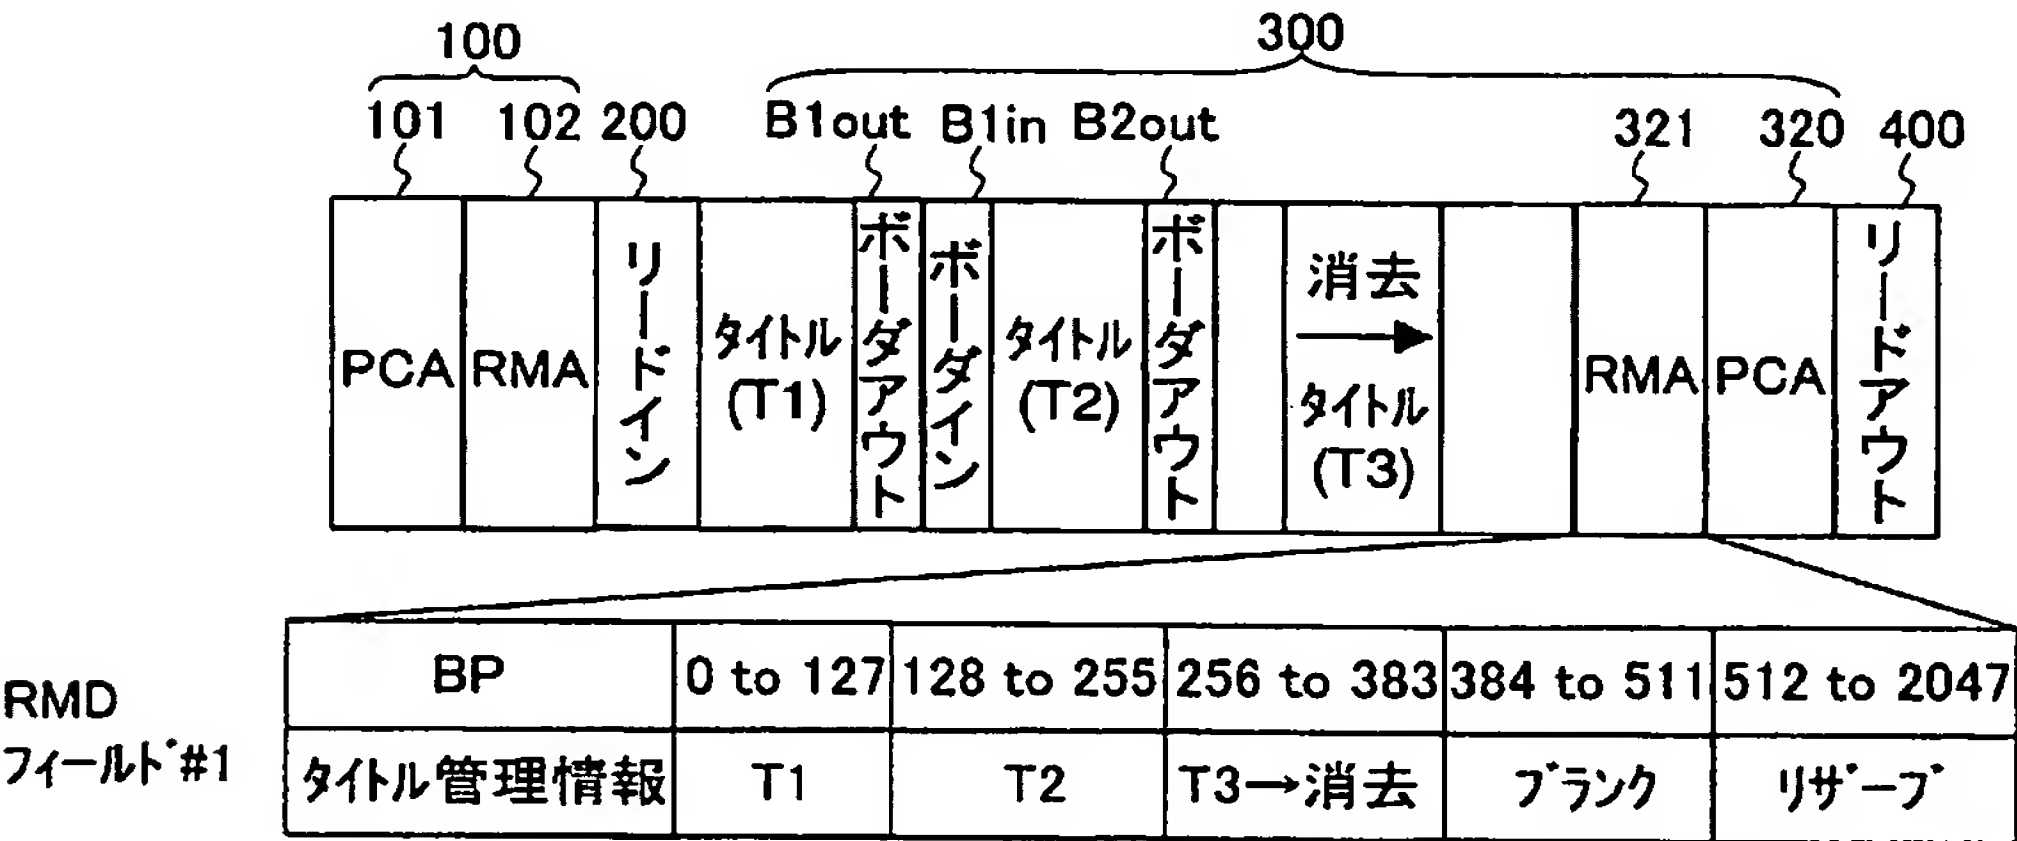 100
300
101 102 200 B1out B1in B2out 321 320 400
PCA
RMA
リードイン
タイトル
(T1)
ボーダアウト
ボーダイン
タイトル
(T2)
ボーダアウト
消去
→
タイトル
(T3)
RMA
PCA
リードアウト
RMD
フィールド#1
BP 0 to 127 128 to 255 256 to 383 384 to 511 512 to 2047
タイトル管理情報 T1 T2 T3→消去 ブランク リザーブ